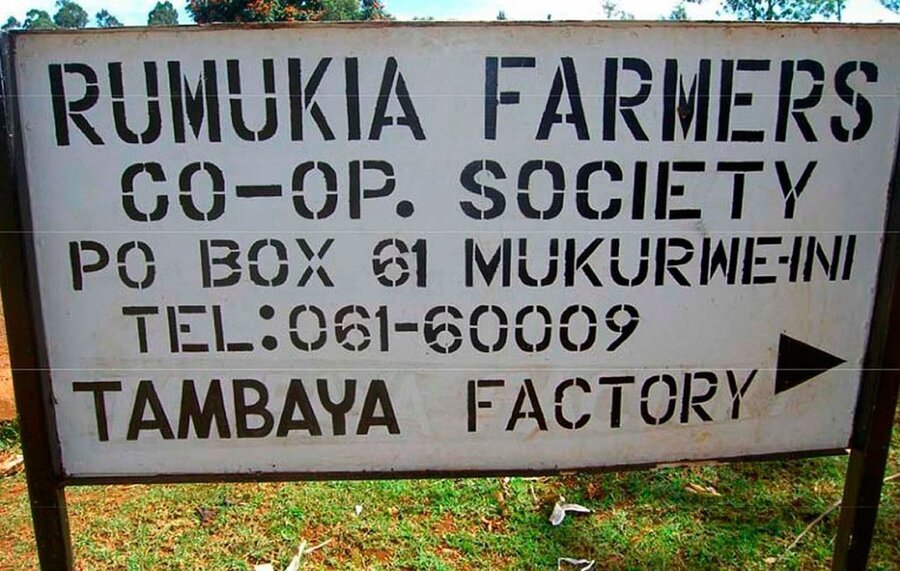 RUMUKIA FARMERS
CO-OP. SOCIETY
PO BOX 61 MUKURWE-INI
TEL:061-60009
TAMBAYA FACTORY